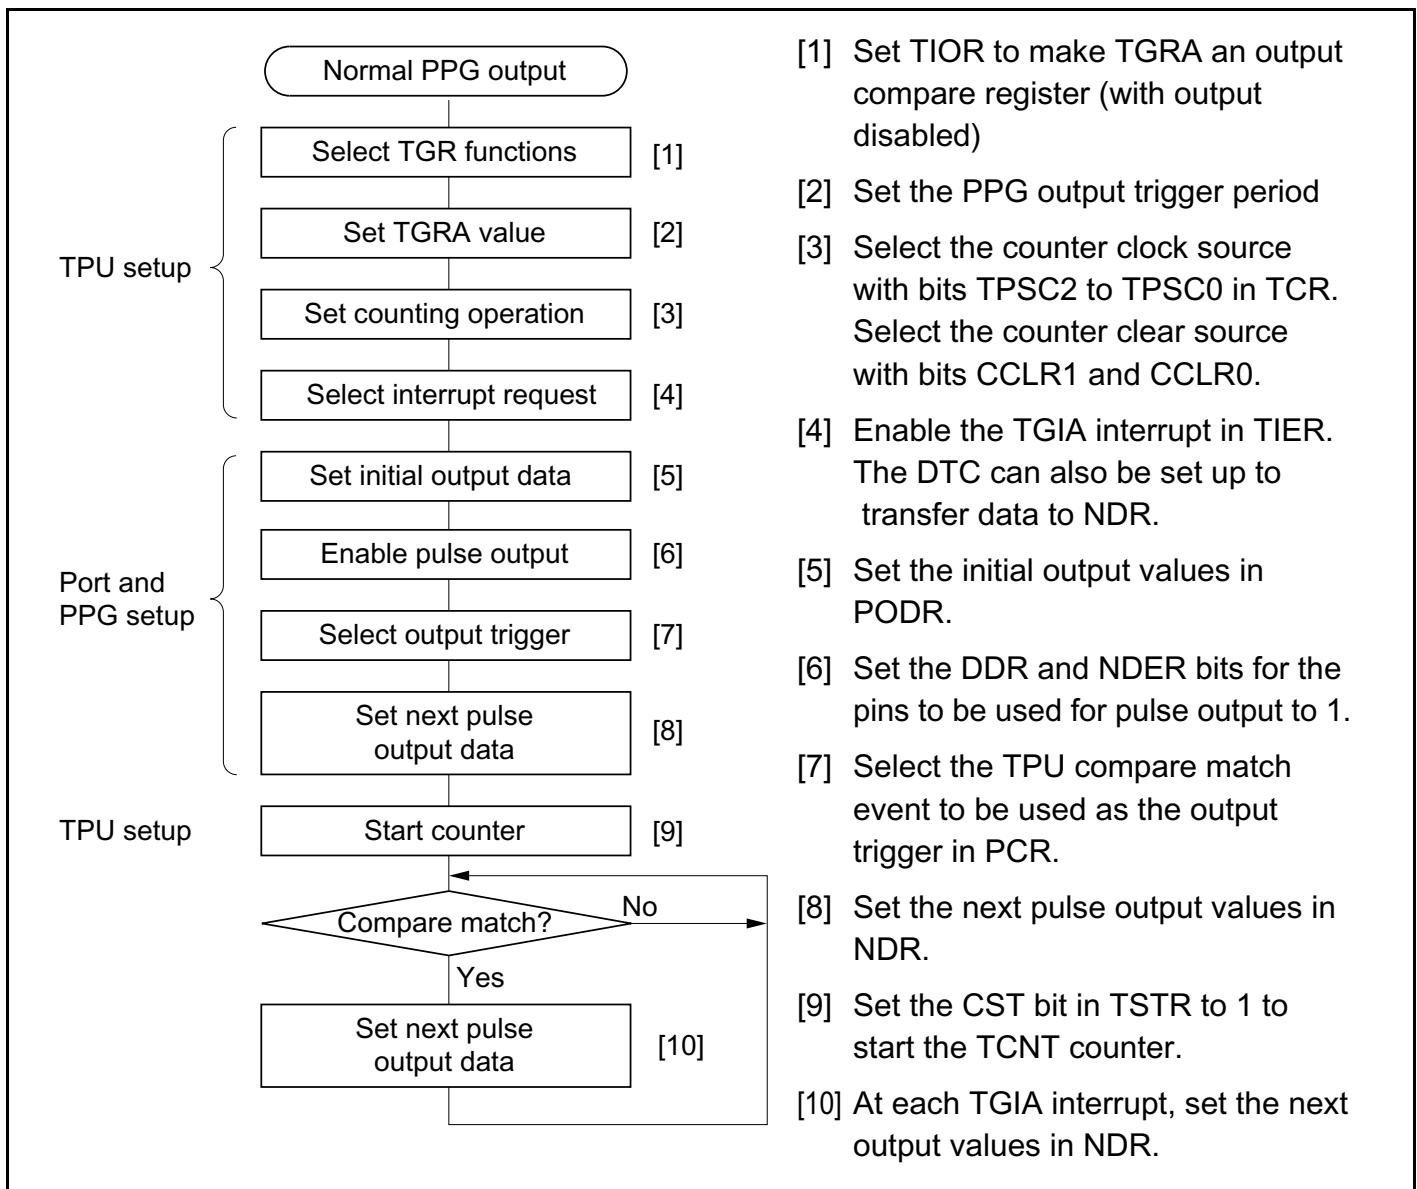 Normal PPG output
TPU setup
Select TGR functions
[1]
Set TGRA value
[2]
Set counting operation
[3]
Select interrupt request
[4]
Port and
PPG setup
Set initial output data
[5]
Enable pulse output
[6]
Select output trigger
[7]
Set next pulse
output data
[8]
TPU setup
Start counter
[9]
Compare match?
No
Yes
Set next pulse
output data
[10]
[1] Set TIOR to make TGRA an output
compare register (with output
disabled)
[2] Set the PPG output trigger period
[3] Select the counter clock source
with bits TPSC2 to TPSC0 in TCR.
Select the counter clear source
with bits CCLR1 and CCLR0.
[4] Enable the TGIA interrupt in TIER.
The DTC can also be set up to
transfer data to NDR.
[5] Set the initial output values in
PODR.
[6] Set the DDR and NDER bits for the
pins to be used for pulse output to 1.
[7] Select the TPU compare match
event to be used as the output
trigger in PCR.
[8] Set the next pulse output values in
NDR.
[9] Set the CST bit in TSTR to 1 to
start the TCNT counter.
[10] At each TGIA interrupt, set the next
output values in NDR.